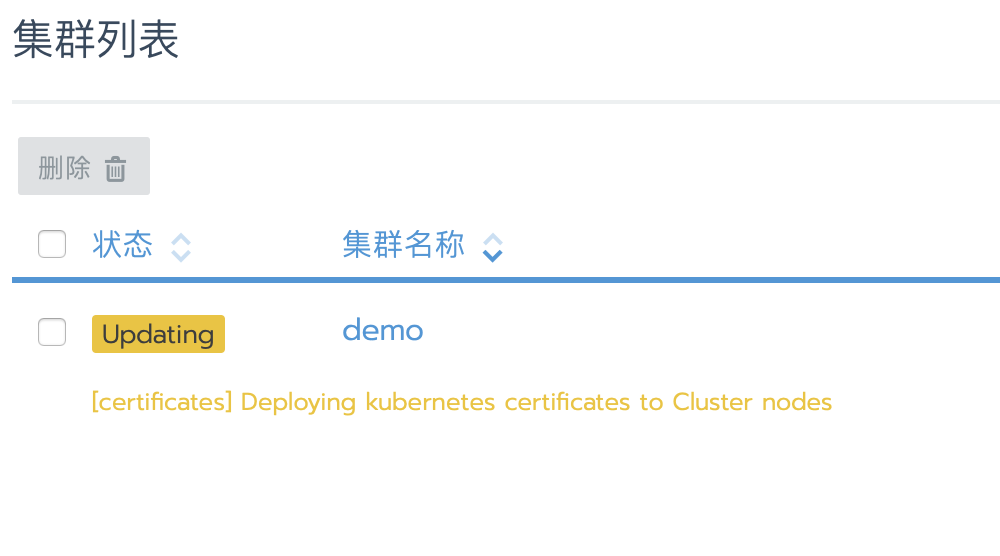 集群列表
删除
状态 集群名称
Updating demo
[certificates] Deploying kubernetes certificates to Cluster nodes